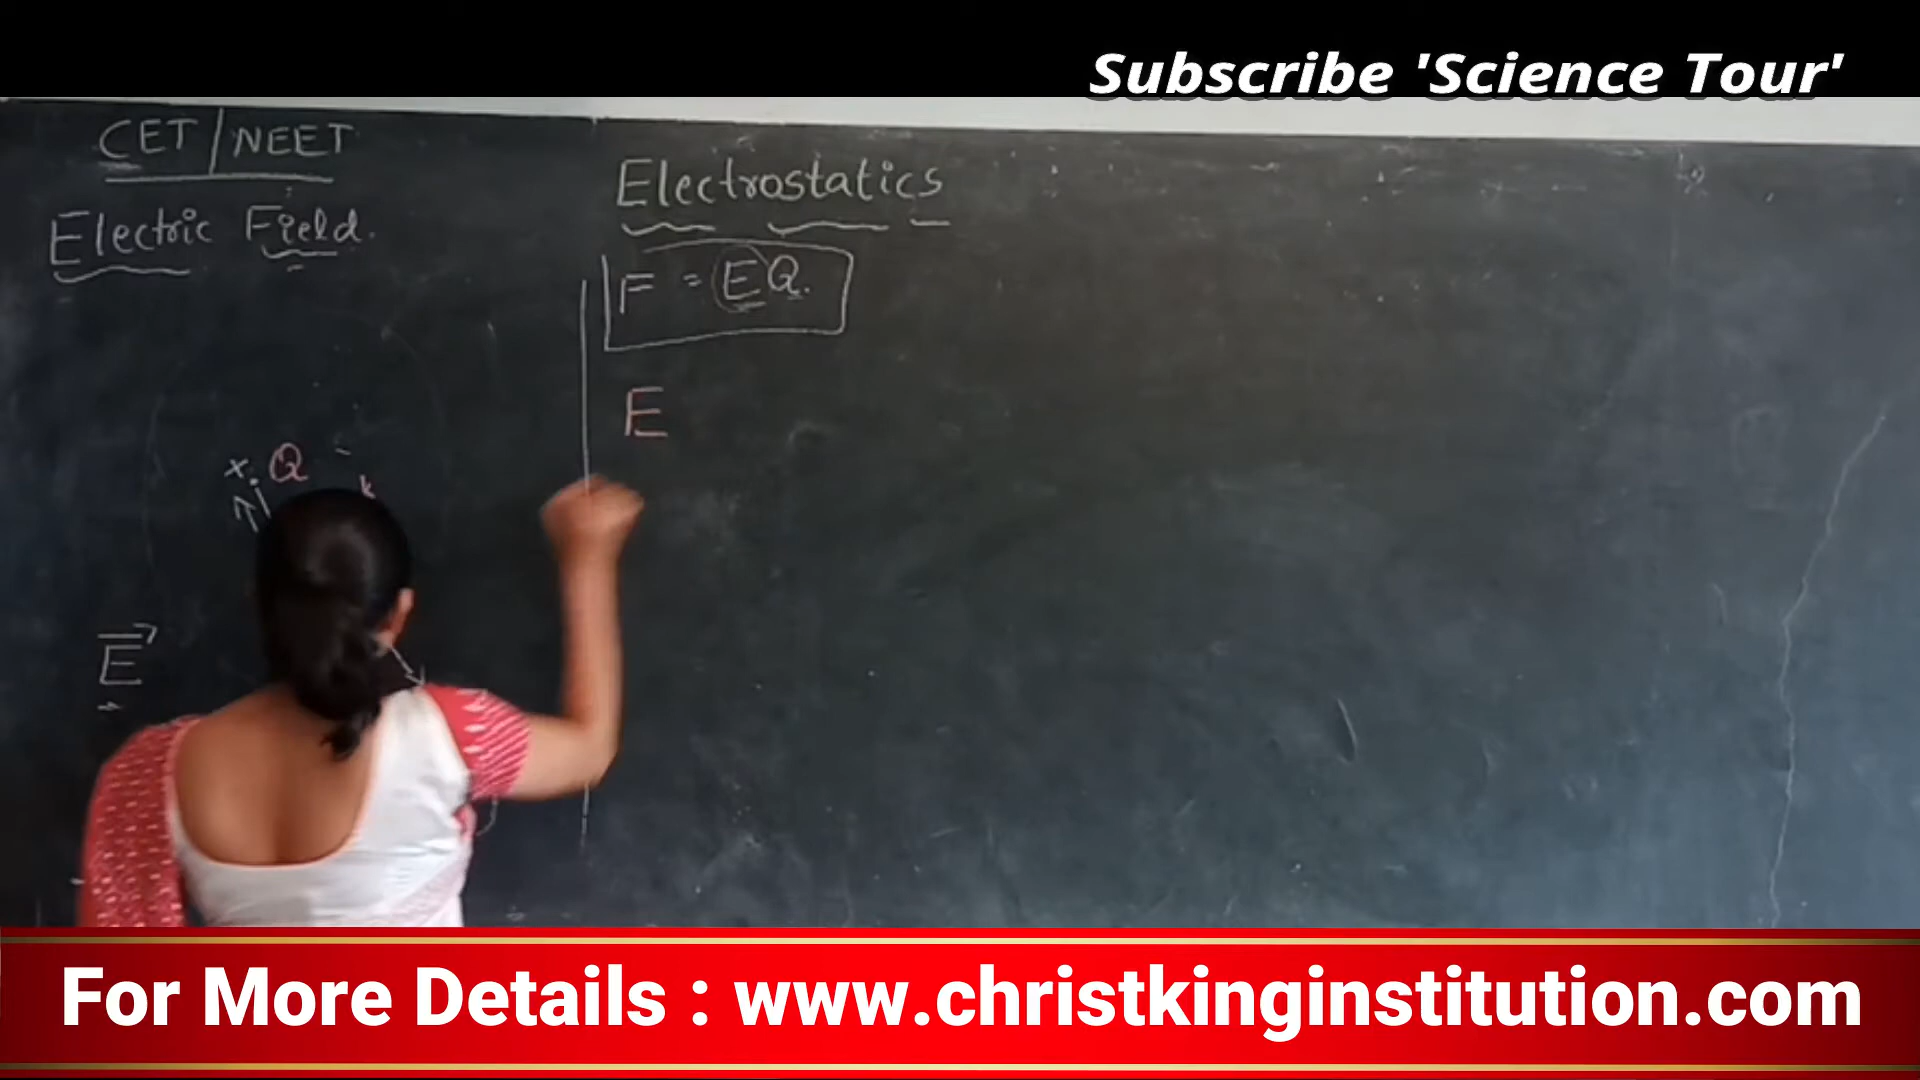 Subscribe 'Science Tour'
CET/NEET
Electric Field.
Electrostatics
F = EQ.
E
x . Q
E
For More Details : www.christkinginstitution.com